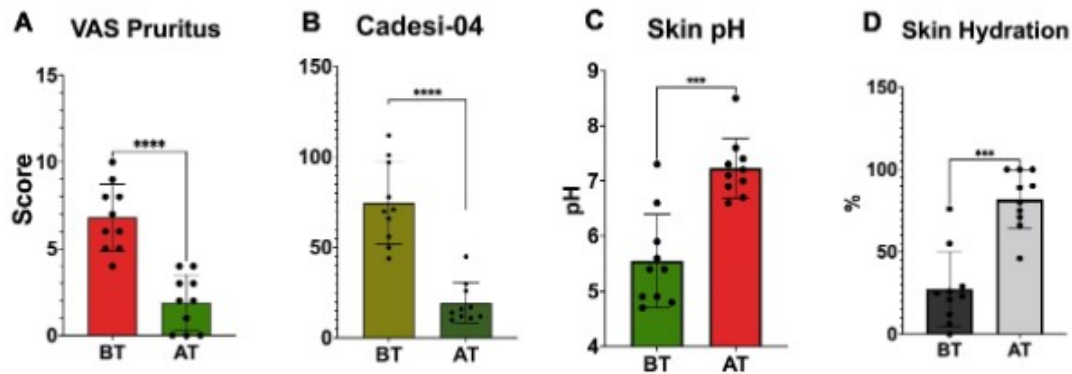 A VAS Pruritus
Score
15
10
5
0
****
BT AT
B Cadesi-04
150
100
50
0
****
BT AT
C Skin pH
pH
9
8
7
6
5
4
***
BT AT
D Skin Hydration
%
150
100
50
0
***
BT AT